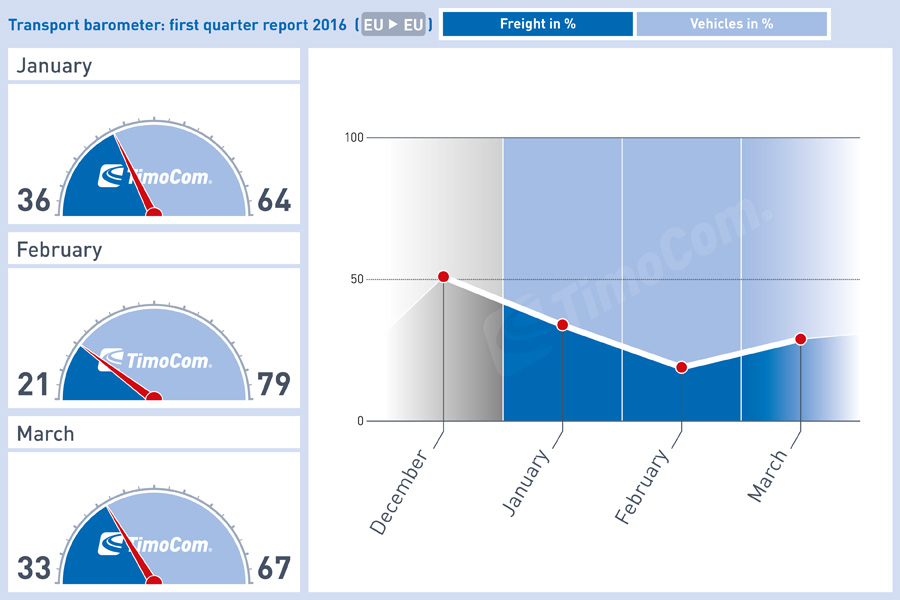 Transport barometer: first quarter report 2016 (EU ▶ EU)
Freight in %
Vehicles in %
January
TimoCom.
36
64
February
TimoCom.
21
79
March
TimoCom.
33
67
100
50
0
TimoCom.
December
January
February
March